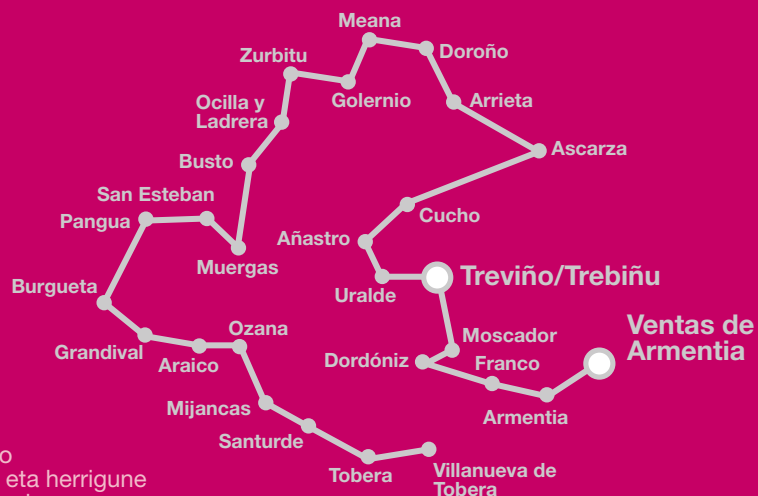 Meana
Doroño
Zurbitu
Golernio
Arrieta
Ocilla y
Ladrera
Ascarza
Busto
San Esteban
Pangua
Cucho
Añastro
Muergas
Treviño/Trebiñu
Burgueta
Uralde
Ventas de
Armentia
Ozana
Moscador
Grandival
Araico
Dordóniz
Franco
Mijancas
Armentia
Santurde
Tobera
Villanueva de
Tobera
o
eta herrigune